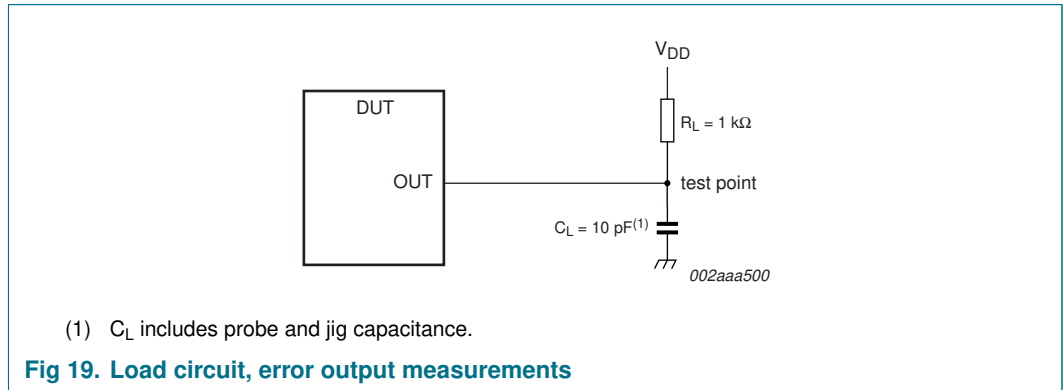 V_DD
DUT
R_L = 1 kΩ
OUT
test point
C_L = 10 pF(1)
002aaa500
(1) C_L includes probe and jig capacitance.
Fig 19. Load circuit, error output measurements